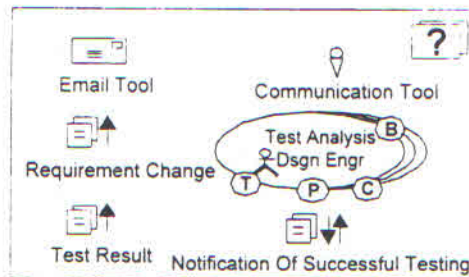 ?
Email Tool
Communication Tool
B
Test Analysis
Dsgn Engr
Requirement Change
T
P
C
Test Result
Notification Of Successful Testing